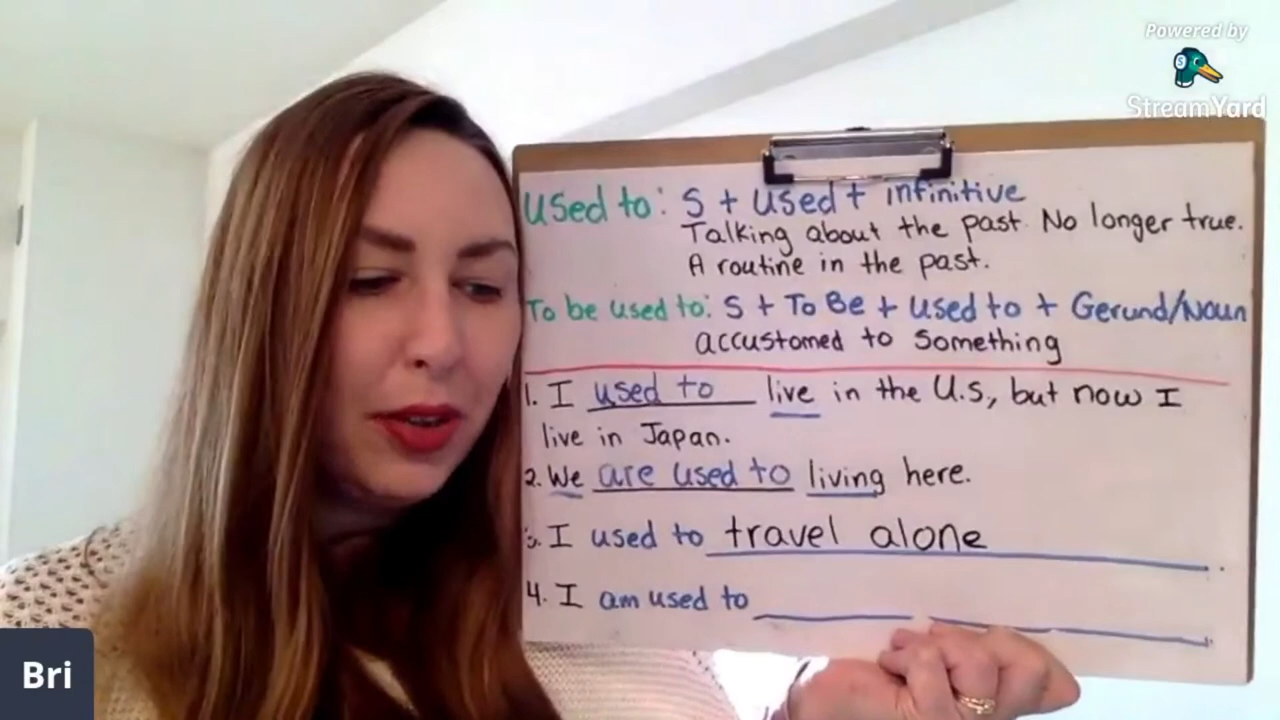 Powered by
StreamYard
Used to: S + Used + infinitive
Talking about the past. No longer true.
A routine in the past.
To be used to: S + To Be + used to + Gerund/Noun
accustomed to something
1. I used to live in the U.S., but now I
live in Japan.
2. We are used to living here.
3. I used to travel alone.
4. I am used to .
Bri